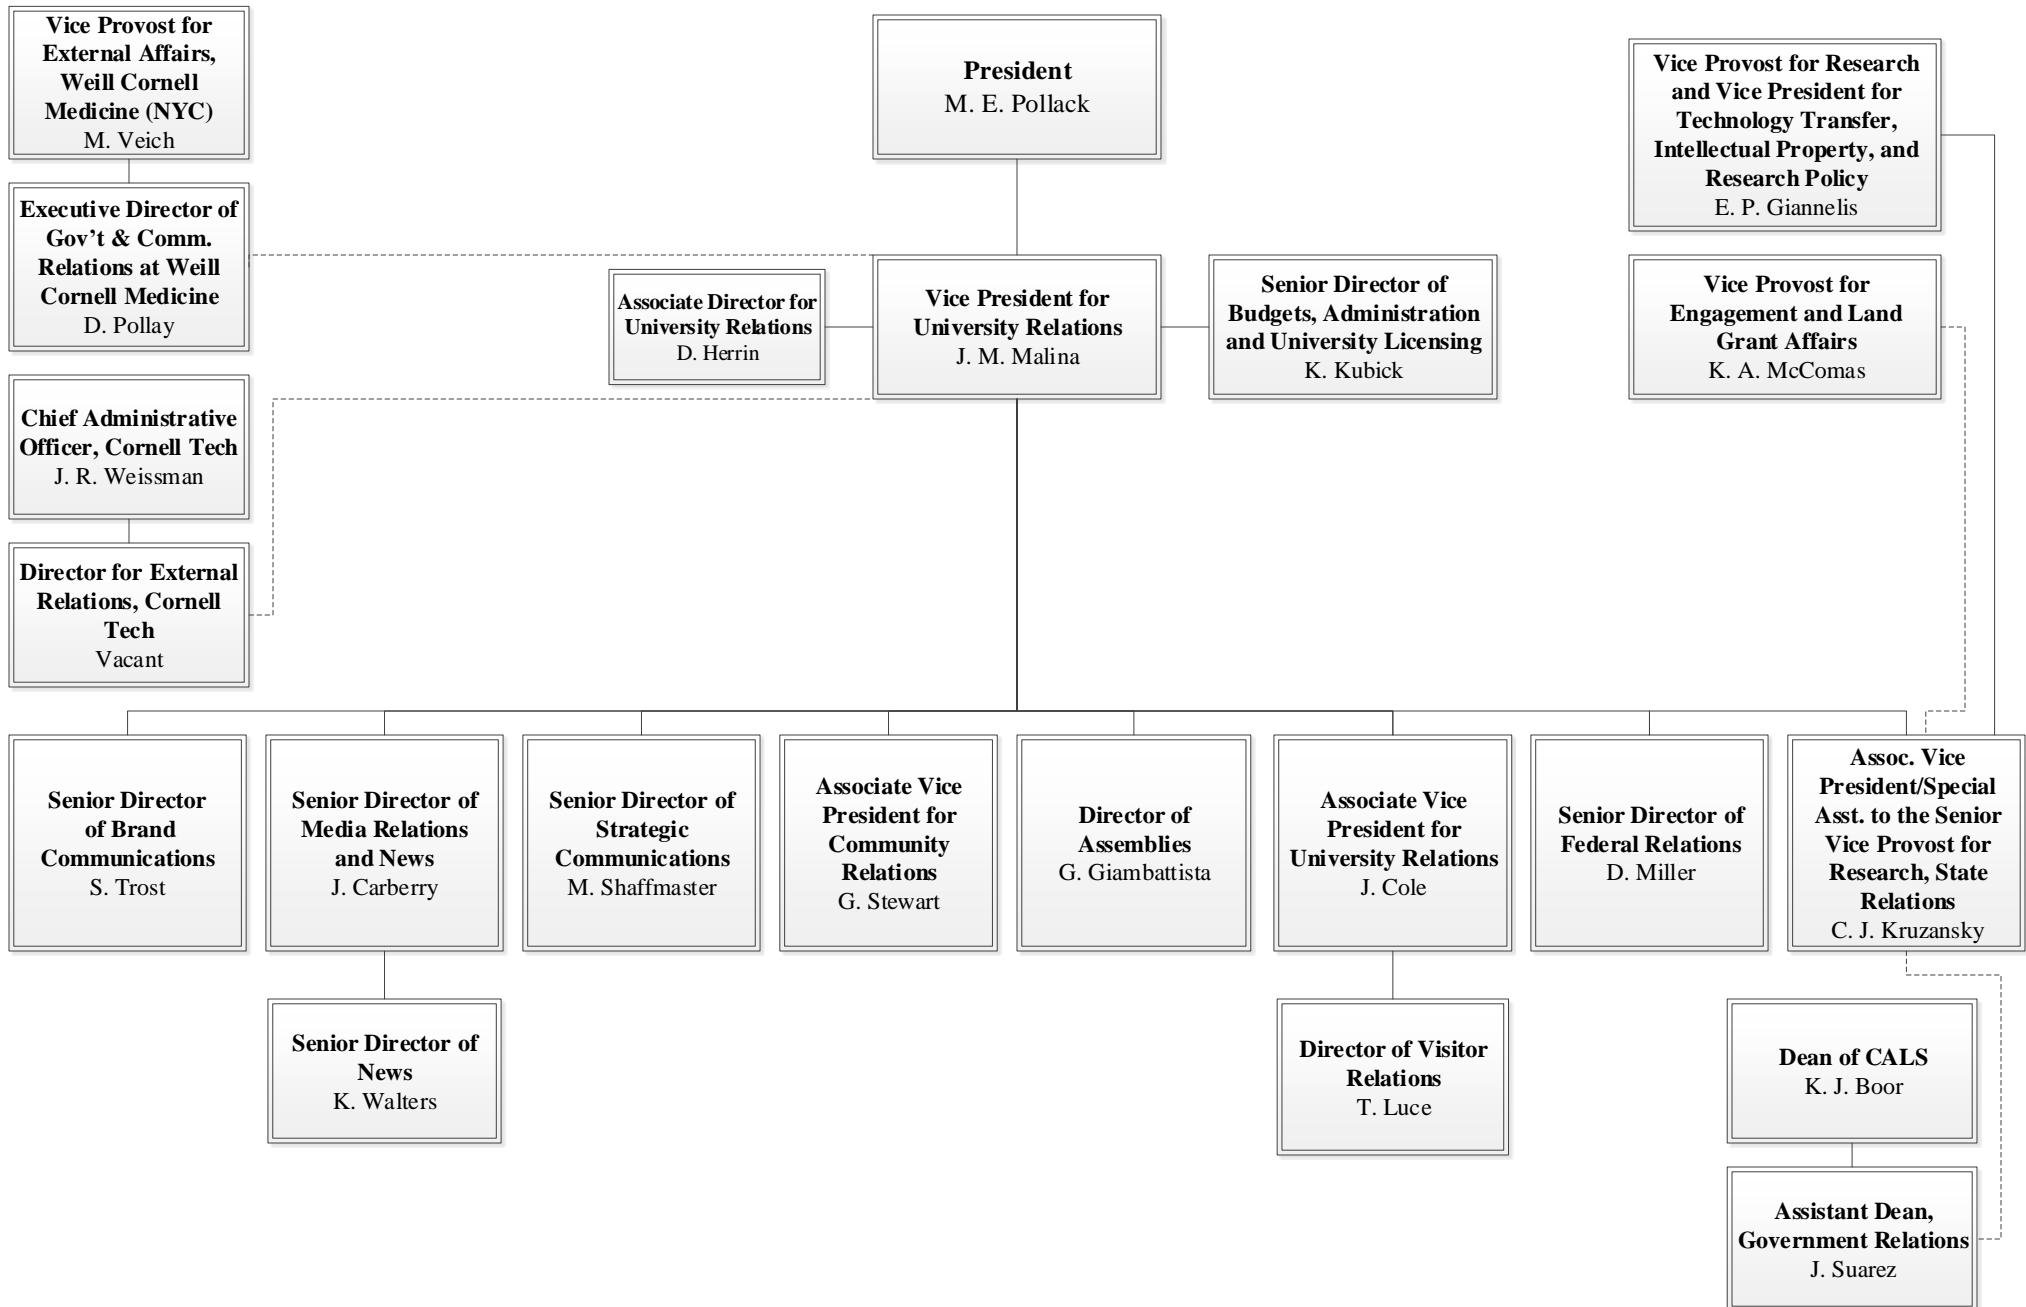 Vice Provost for
External Affairs,
Weill Cornell
Medicine (NYC)
M. Veich
President
M. E. Pollack
Vice Provost for Research
and Vice President for
Technology Transfer,
Intellectual Property, and
Research Policy
E. P. Giannelis
Executive Director of
Gov’t & Comm.
Relations at Weill
Cornell Medicine
D. Pollay
Associate Director for
University Relations
D. Herrin
Vice President for
University Relations
J. M. Malina
Senior Director of
Budgets, Administration
and University Licensing
K. Kubick
Vice Provost for
Engagement and Land
Grant Affairs
K. A. McComas
Chief Administrative
Officer, Cornell Tech
J. R. Weissman
Director for External
Relations, Cornell
Tech
Vacant
Senior Director
of Brand
Communications
S. Trost
Senior Director of
Media Relations
and News
J. Carberry
Senior Director of
Strategic
Communications
M. Shaffmaster
Associate Vice
President for
Community
Relations
G. Stewart
Director of
Assemblies
G. Giambattista
Associate Vice
President for
University Relations
J. Cole
Senior Director of
Federal Relations
D. Miller
Assoc. Vice
President/Special
Asst. to the Senior
Vice Provost for
Research, State
Relations
C. J. Kruzansky
Senior Director of
News
K. Walters
Director of Visitor
Relations
T. Luce
Dean of CALS
K. J. Boor
Assistant Dean,
Government Relations
J. Suarez